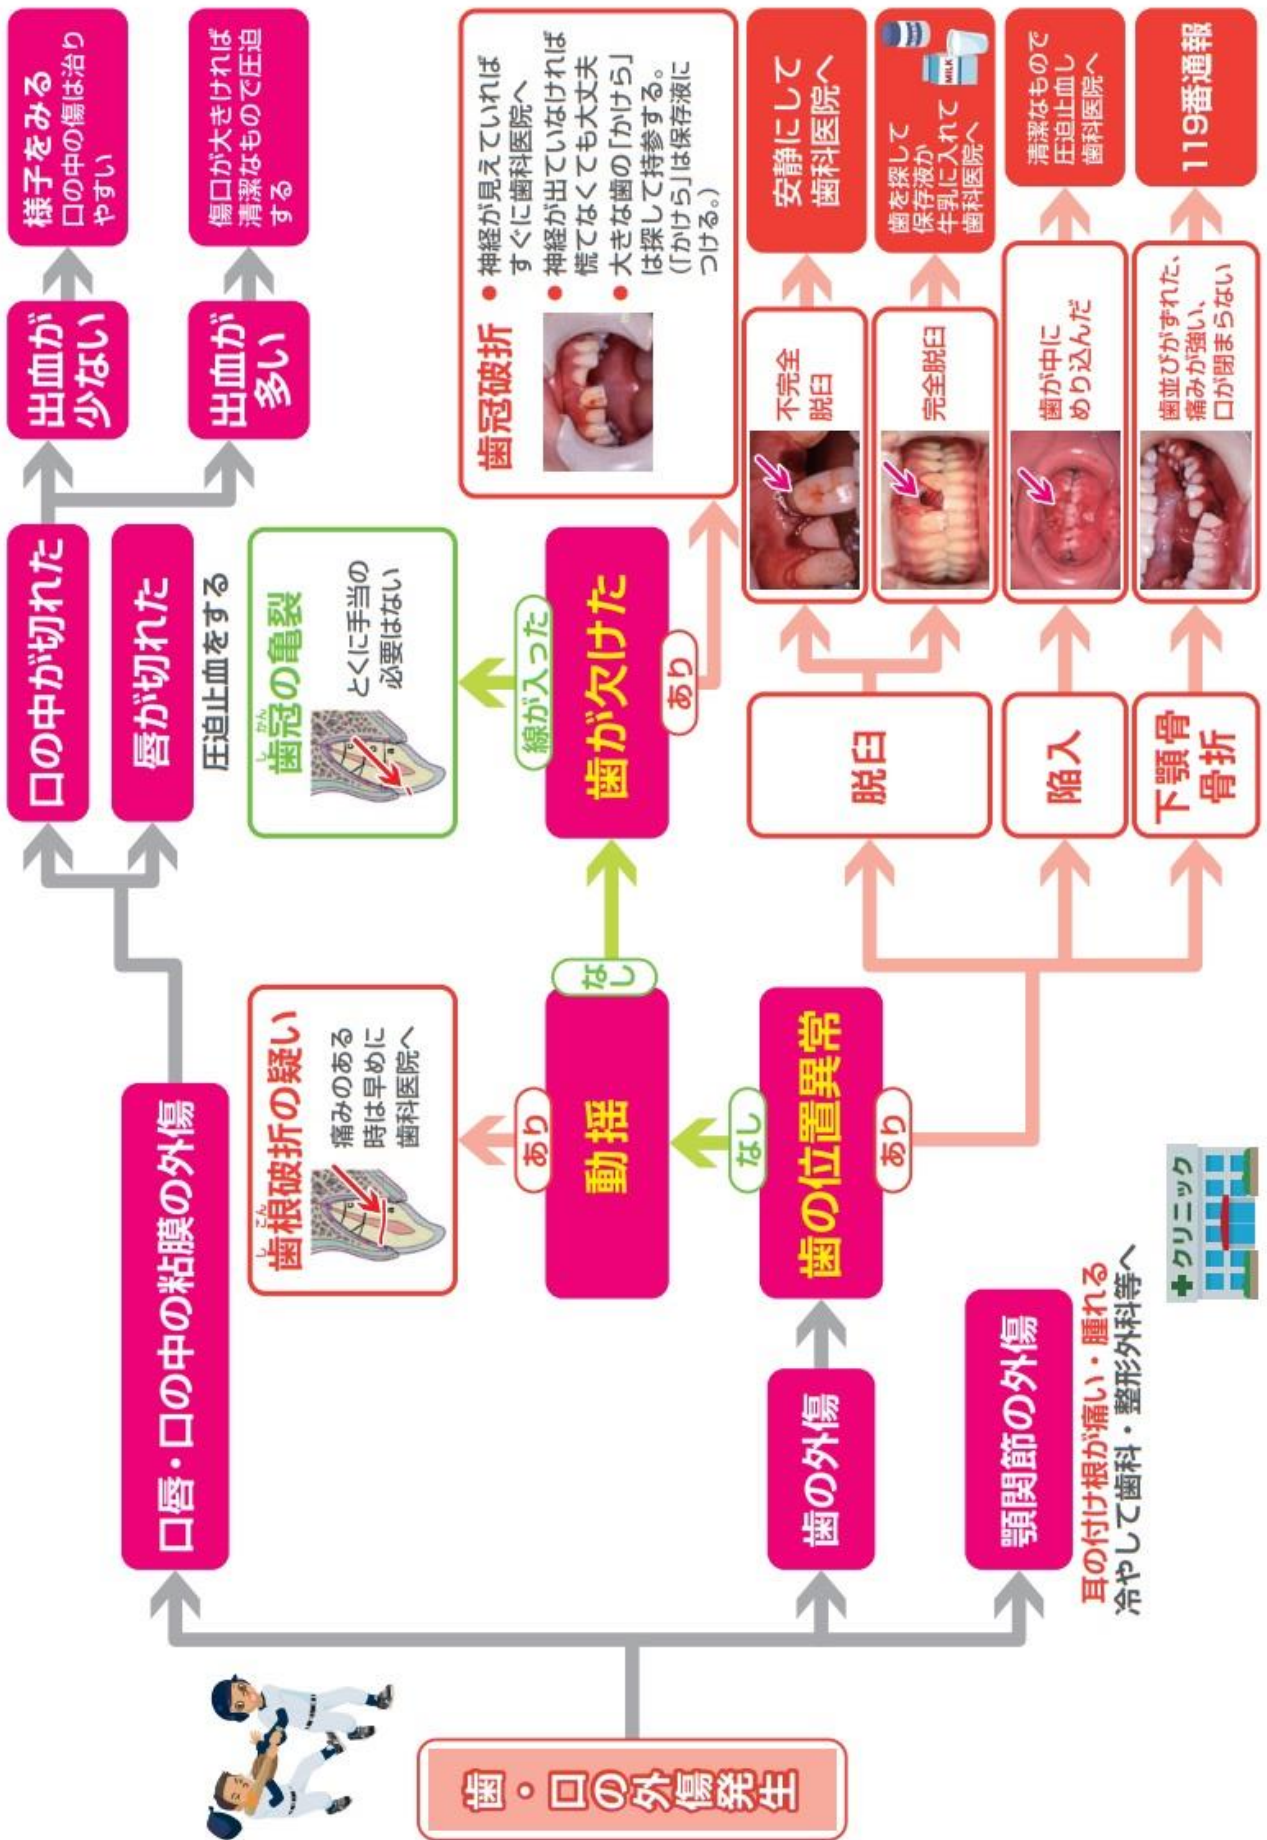 歯・口の外傷発生
口唇・口の中の粘膜の外傷
口の中が切れた
出血が
少ない
様子をみる
口の中の傷は治り
やすい
出血が
多い
傷口が大きければ
清潔なもので圧迫
する
唇が切れた
圧迫止血をする
歯の外傷
歯の位置異常
なし
あり
動揺
あり
なし
しこん
歯根破折の疑い
痛みのある
時は早めに
歯科医院へ
歯が欠けた
線が入った
あり
しかん
歯冠の亀裂
とくに手当の
必要はない
歯冠破折
● 神経が見えていれば
すぐに歯科医院へ
● 神経が出ていなければ
慌てなくても大丈夫
● 大きな歯の「かけら」
は探して持参する。
(「かけら」は保存液に
つける。)
脱臼
不完全
脱臼
安静にして
歯科医院へ
完全脱臼
歯を探して
保存液か
牛乳に入れて
歯科医院へ
MILK
陥入
歯が中に
めり込んだ
清潔なもので
圧迫止血し
歯科医院へ
下顎骨
骨折
歯並びがずれた、
痛みが強い、
口が閉まらない
119番通報
顎関節の外傷
耳の付け根が痛い・腫れる
冷やして歯科・整形外科等へ
クリニック